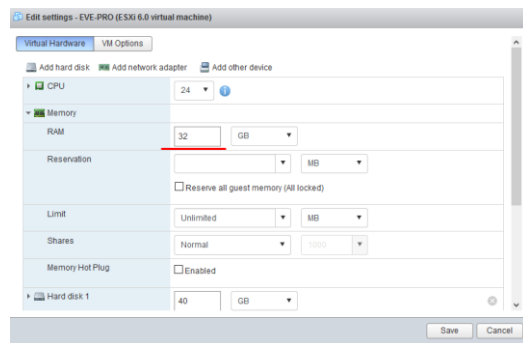 Edit settings - EVE-PRO (ESXi 6.0 virtual machine)
Virtual Hardware VM Options
Add hard disk Add network adapter Add other device
CPU 24
Memory
RAM 32 GB
Reservation MB
Reserve all guest memory (All locked)
Limit Unlimited MB
Shares Normal 1000
Memory Hot Plug Enabled
Hard disk 1 40 GB
Save Cancel